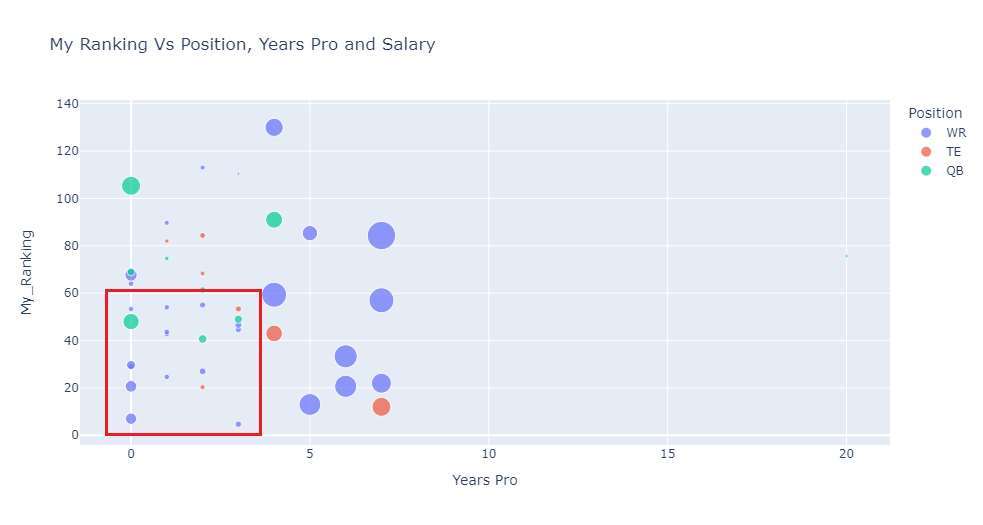 My Ranking Vs Position, Years Pro and Salary
Position
WR
TE
QB
140
120
100
80
60
40
20
0
My_Ranking
0 5 10 15 20
Years Pro